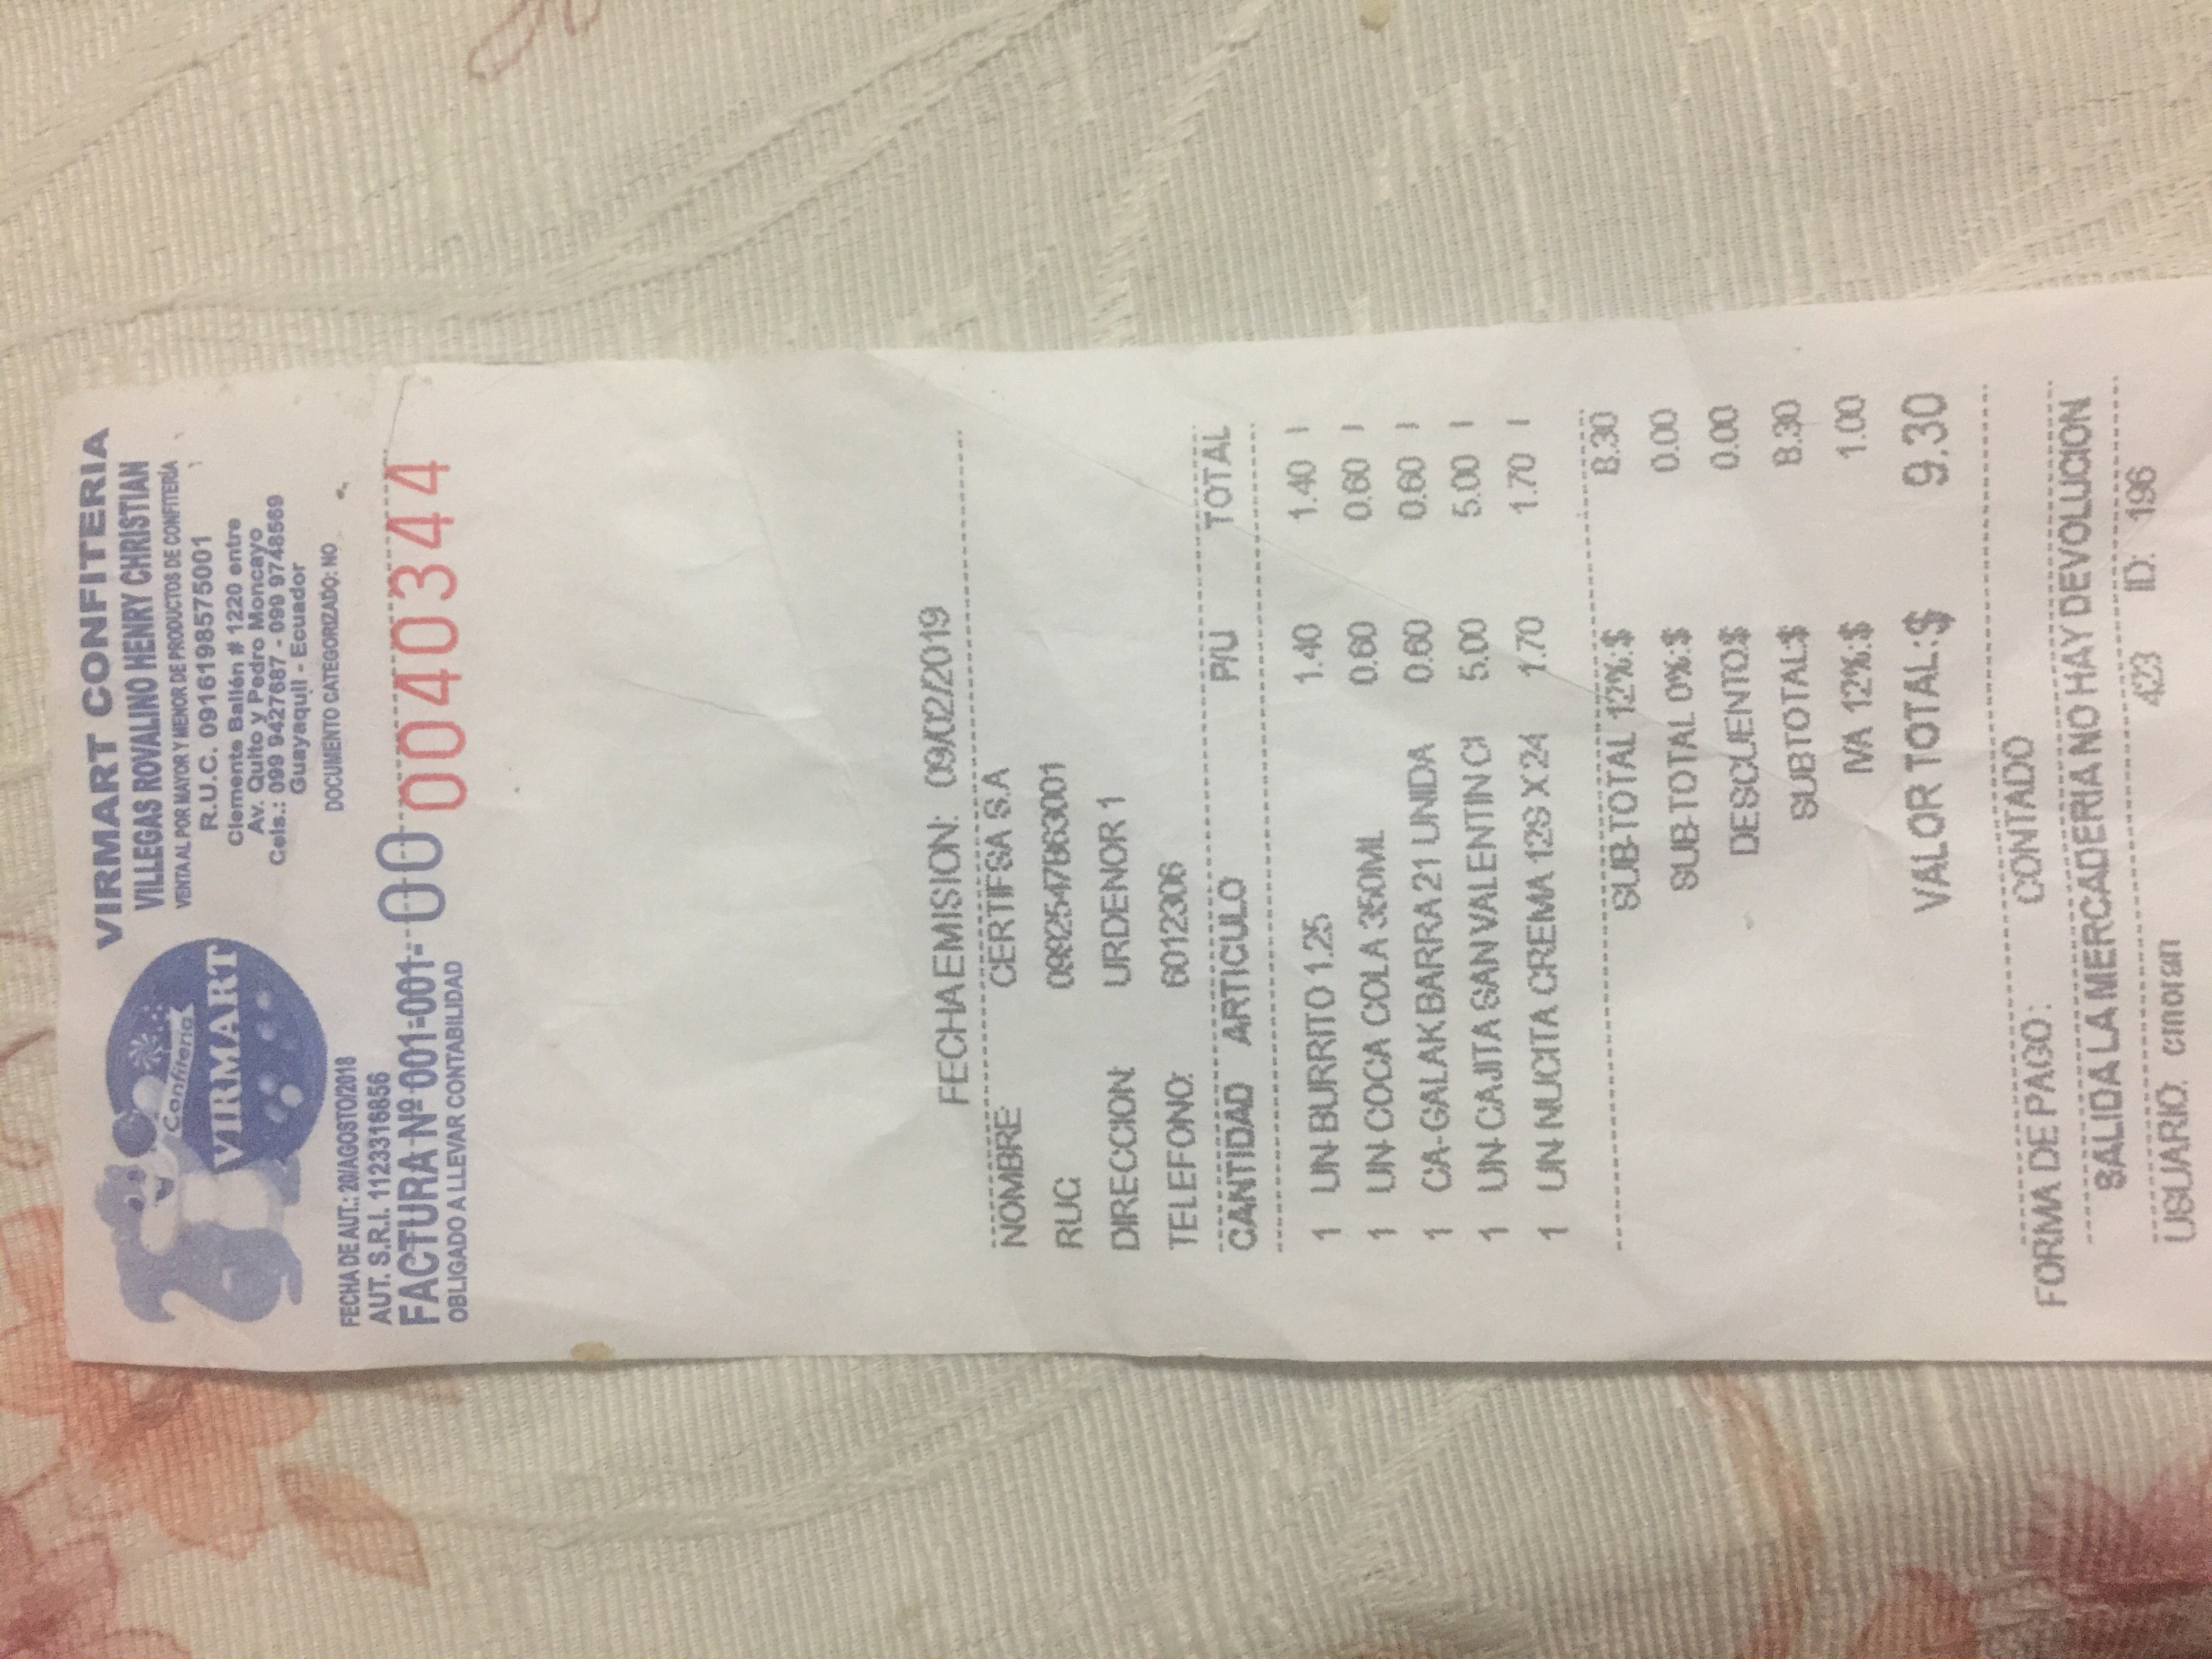 Confiteria
VIRMART
VIRMART CONFITERIA
VILLEGAS ROVALINO HENRY CHRISTIAN
VENTA AL POR MAYOR Y MENOR DE PRODUCTOS DE CONFITERÍA
R.U.C. 0916198575001
Clemente Ballén # 1220 entre
Av. Quito y Pedro Moncayo
Cels.: 099 9427687 - 099 9748569
Guayaquil - Ecuador
DOCUMENTO CATEGORIZADO: NO
FECHA DE AUT.: 20/AGOSTO/2018
AUT. S.R.I. 1123316856
FACTURA Nº 001-001- 00 0040344
OBLIGADO A LLEVAR CONTABILIDAD
FECHA EMISION: 09/02/2019
NOMBRE: CERTIFSA S.A
RUC 0992547863001
DIRECCION: URDENOR 1
TELEFONO: 6012306
CANTIDAD ARTICULO P/U TOTAL
1 UN-BURRITO 1.25 1.40 1.40 I
1 UN-COCA COLA 350ML 0.60 0.60 I
1 CA-GALAK BARRA 21 UNIDA 0.60 0.60 I
1 UN-CAJITA SAN VALENTIN CI 5.00 5.00 I
1 UN-NUCITA CREMA 12S X 24 1.70 1.70 I
SUB-TOTAL 12%:$ 8.30
SUB-TOTAL 0%:$ 0.00
DESCUENTO:$ 0.00
SUBTOTAL:$ 8.30
IVA 12%:$ 1.00
VALOR TOTAL:$ 9.30
FORMA DE PAGO: CONTADO
SALIDA LA MERCADERIA NO HAY DEVOLUCION
USUARIO: cmoran 423 ID: 196